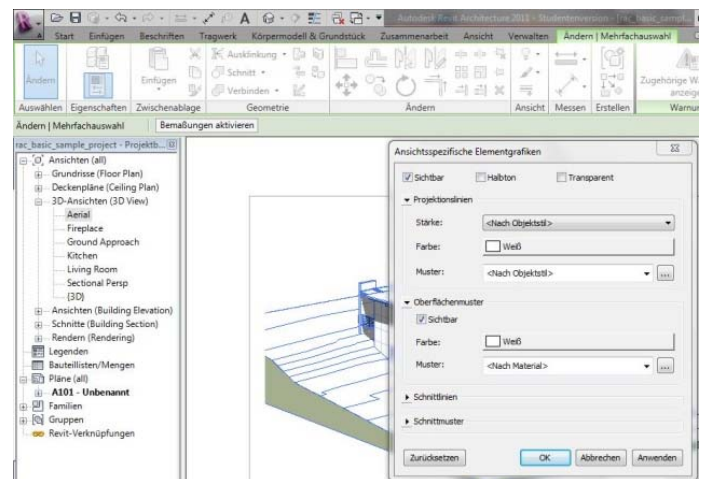 Autodesk Revit Architecture 2011 - Studentenversion - [rac_basic_sampl...
Start Einfügen Beschriften Tragwerk Körpermodell & Grundstück Zusammenarbeit Ansicht Verwalten Ändern | Mehrfachauswahl
Ändern Einfügen Ausklinkung Zugehörige W
Schnitt anzeige
Verbinden
Auswählen Eigenschaften Zwischenablage Geometrie Ändern Ansicht Messen Erstellen Warnu
Ändern | Mehrfachauswahl Bemaßungen aktivieren
rac_basic_sample_project - Projektb...
Ansichten (all)
Grundrisse (Floor Plan)
Deckenpläne (Ceiling Plan)
3D-Ansichten (3D View)
Aerial
Fireplace
Ground Approach
Kitchen
Living Room
Sectional Persp
{3D}
Ansichten (Building Elevation)
Schnitte (Building Section)
Rendern (Rendering)
Legenden
Bauteillisten/Mengen
Pläne (all)
A101 - Unbenannt
Familien
Gruppen
Revit-Verknüpfungen
Ansichtsspezifische Elementgrafiken
Sichtbar Halbton Transparent
Projektionslinien
Stärke: <Nach Objektstil>
Farbe: Weiß
Muster: <Nach Objektstil> ...
Oberflächenmuster
Sichtbar
Farbe: Weiß
Muster: <Nach Material> ...
Schnittlinien
Schnittmuster
Zurücksetzen OK Abbrechen Anwenden